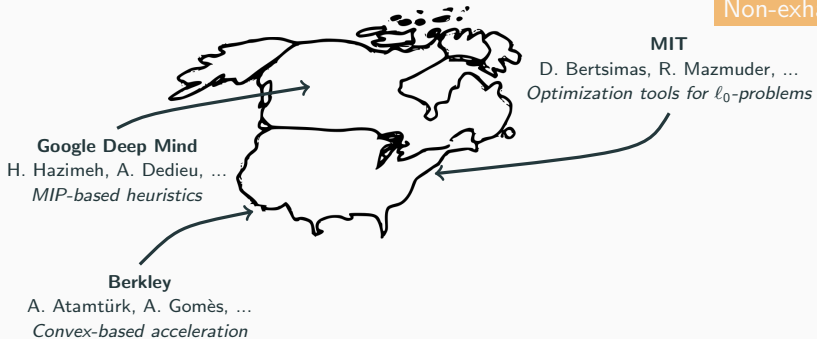 Non-exha
MIT
D. Bertsimas, R. Mazmuder, ...
Optimization tools for ℓ₀-problems
Google Deep Mind
H. Hazimeh, A. Dedieu, ...
MIP-based heuristics
Berkley
A. Atamtürk, A. Gomès, ...
Convex-based acceleration